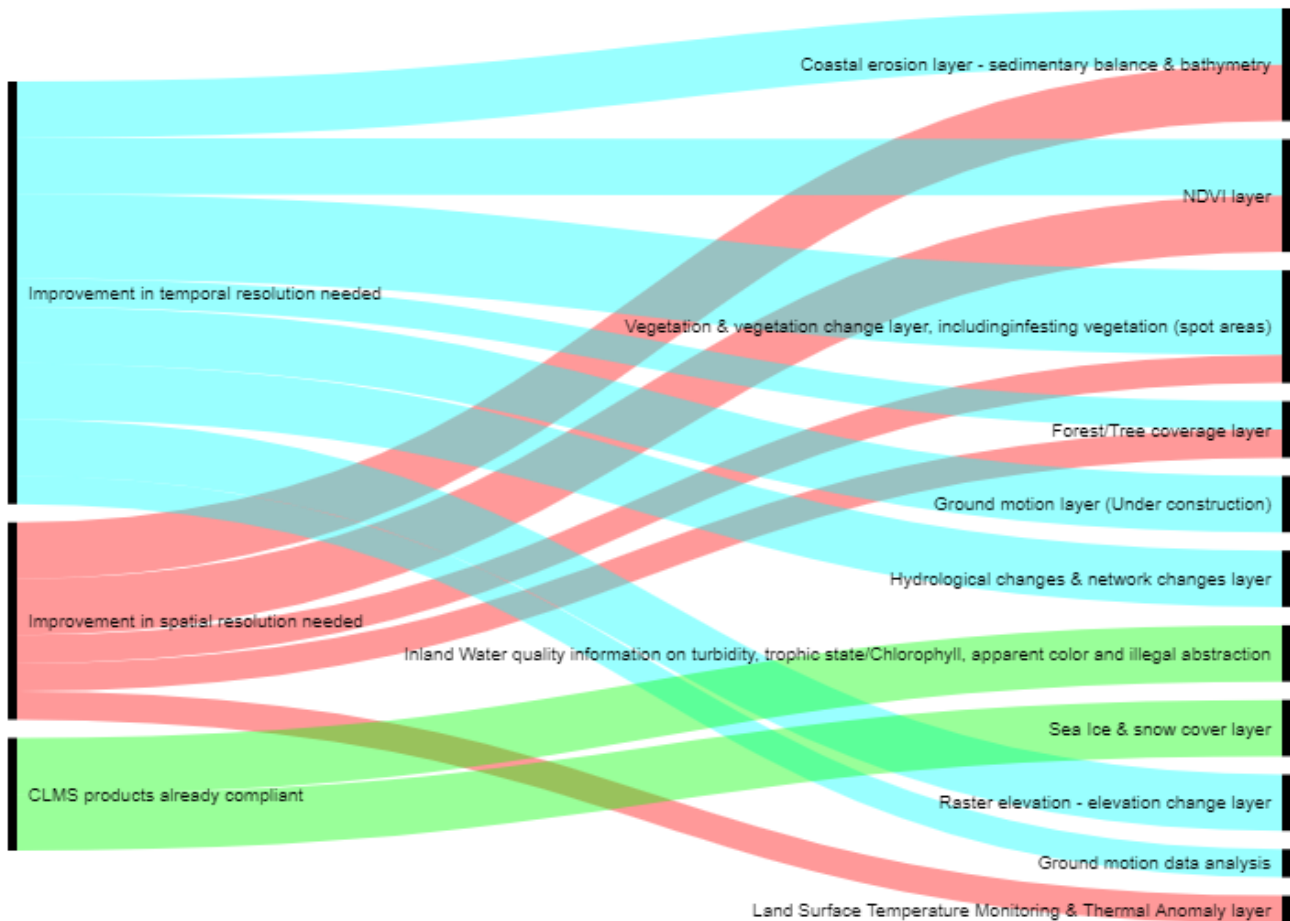 Coastal erosion layer - sedimentary balance & bathymetry
NDVI layer
Improvement in temporal resolution needed
Vegetation & vegetation change layer, includinginfesting vegetation (spot areas)
Forest/Tree coverage layer
Ground motion layer (Under construction)
Hydrological changes & network changes layer
Improvement in spatial resolution needed
Inland Water quality information on turbidity, trophic state/Chlorophyll, apparent color and illegal abstraction
Sea Ice & snow cover layer
CLMS products already compliant
Raster elevation - elevation change layer
Ground motion data analysis
Land Surface Temperature Monitoring & Thermal Anomaly layer